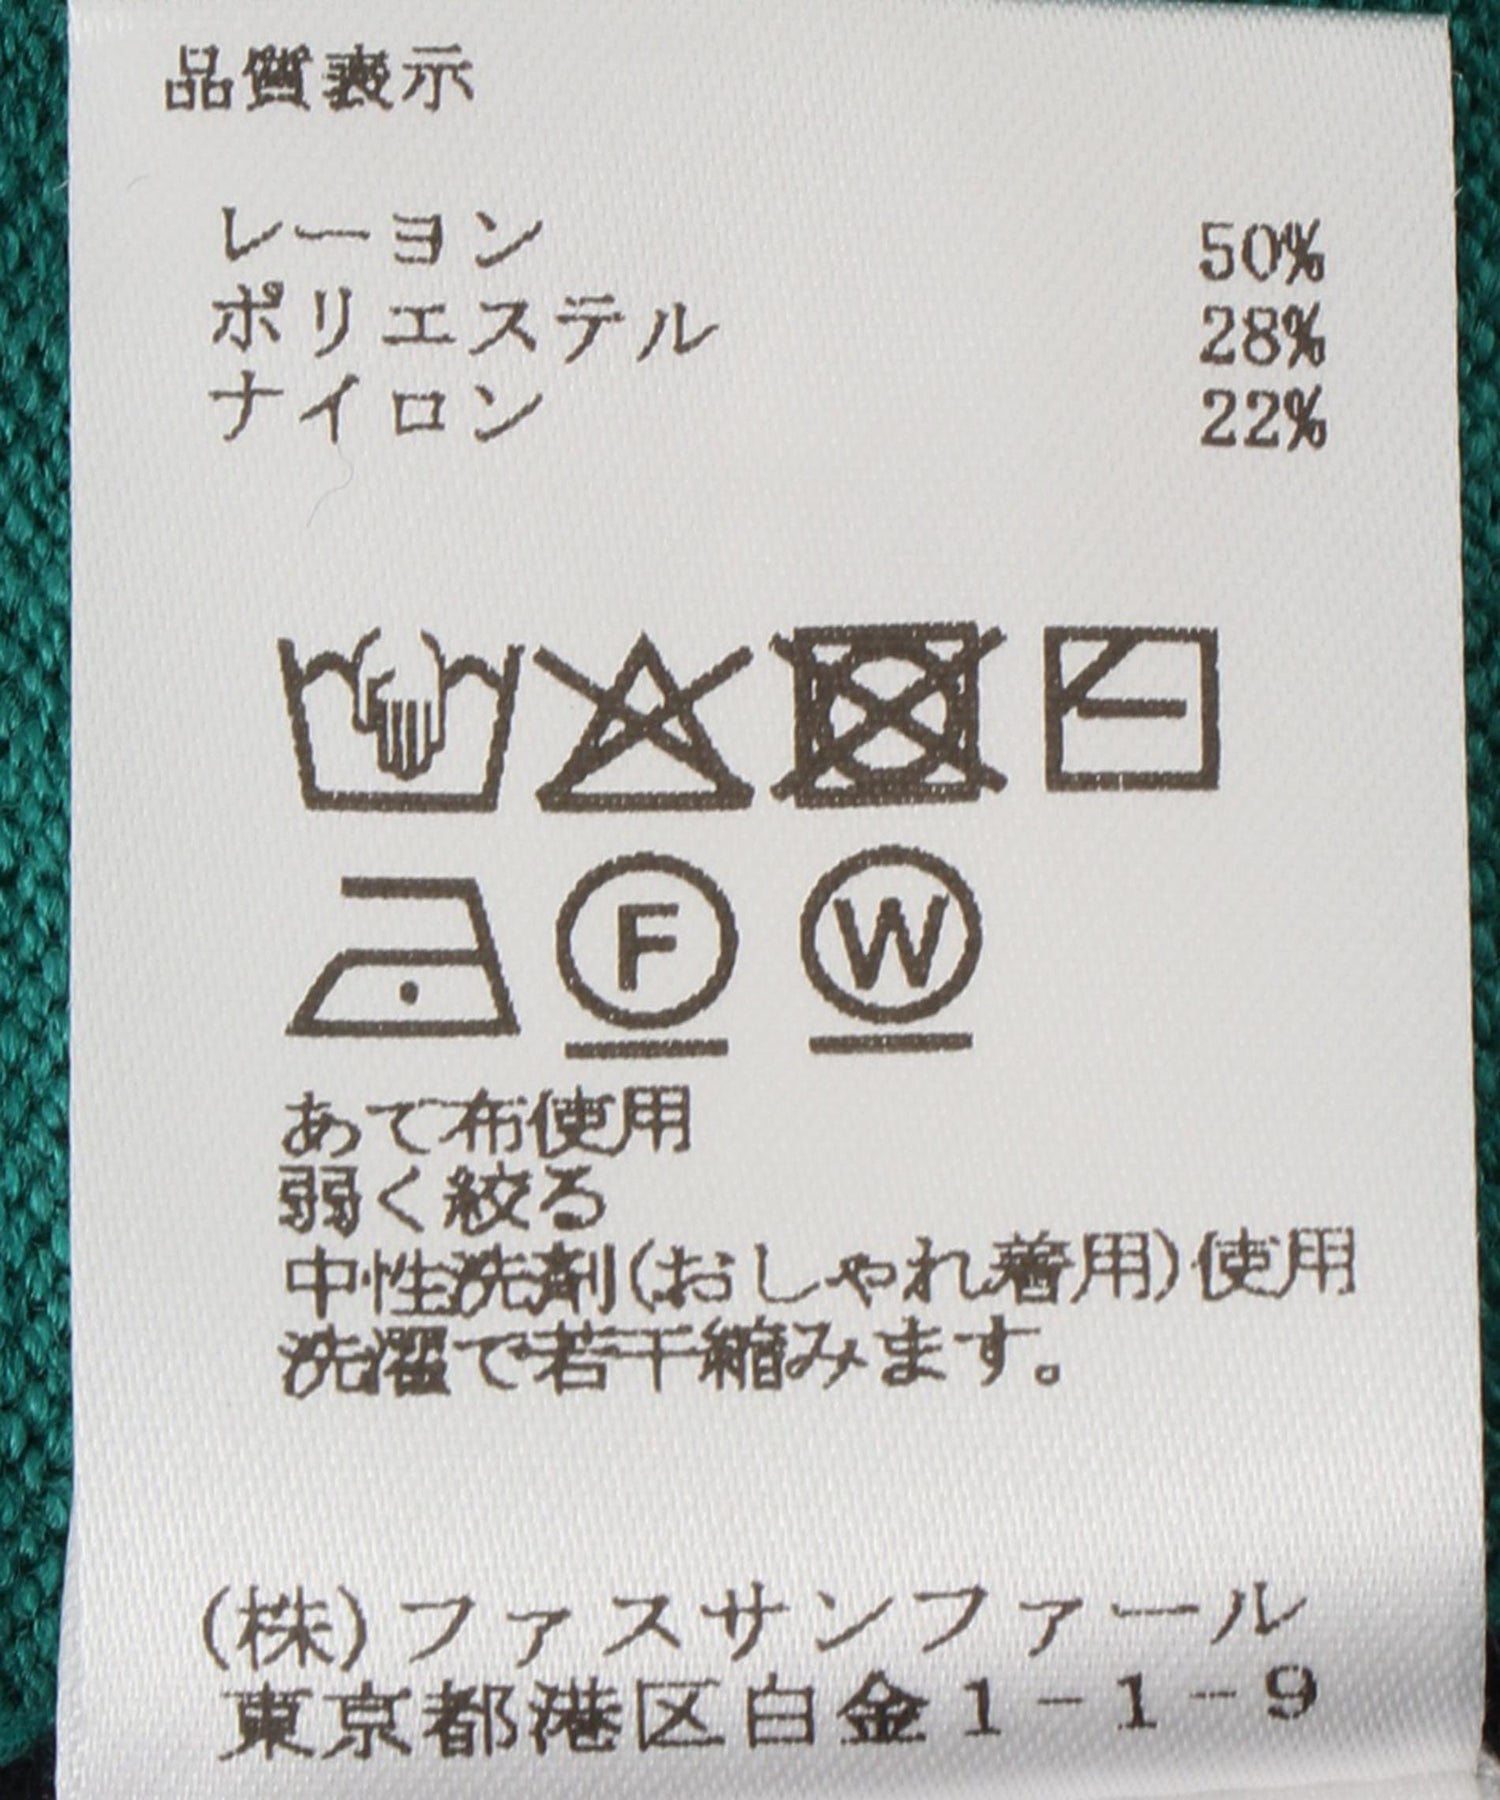 品質表示
レーヨン 50%
ポリエステル 28%
ナイロン 22%
F W
あて布使用
弱く絞る
中性洗剤(おしゃれ着用)使用
洗濯で若干縮みます。
(株)ファスサンファール
東京都港区白金1-1-9